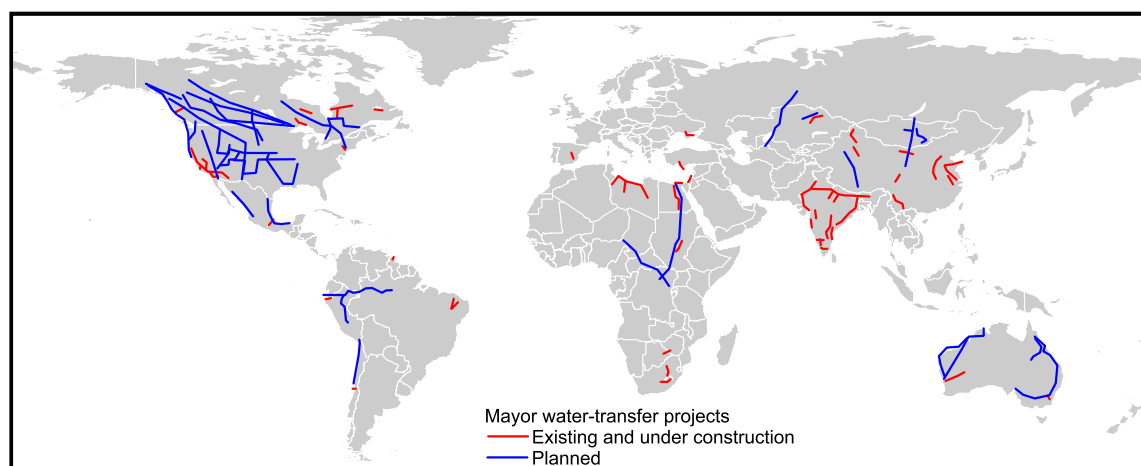 Mayor water-transfer projects
Existing and under construction
Planned